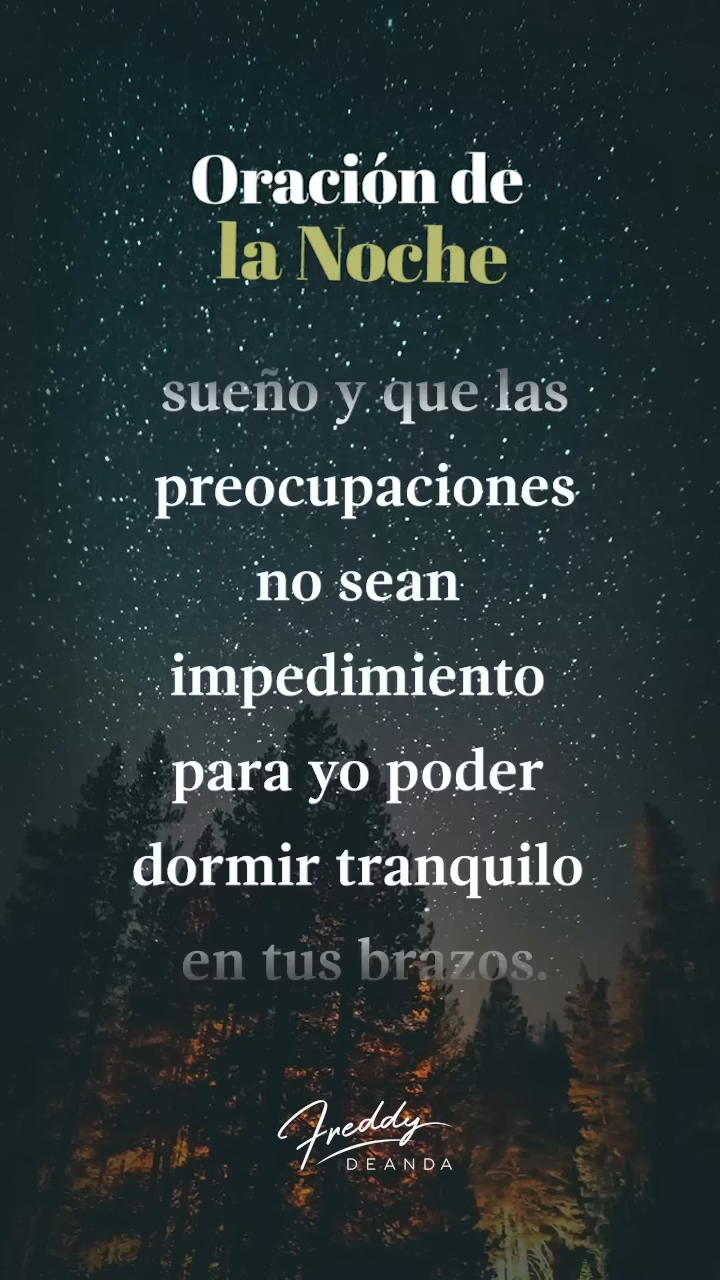 Oración de
la Noche
sueño y que las
preocupaciones
no sean
impedimiento
para yo poder
dormir tranquilo
en tus brazos.
Freddy
DEANDA